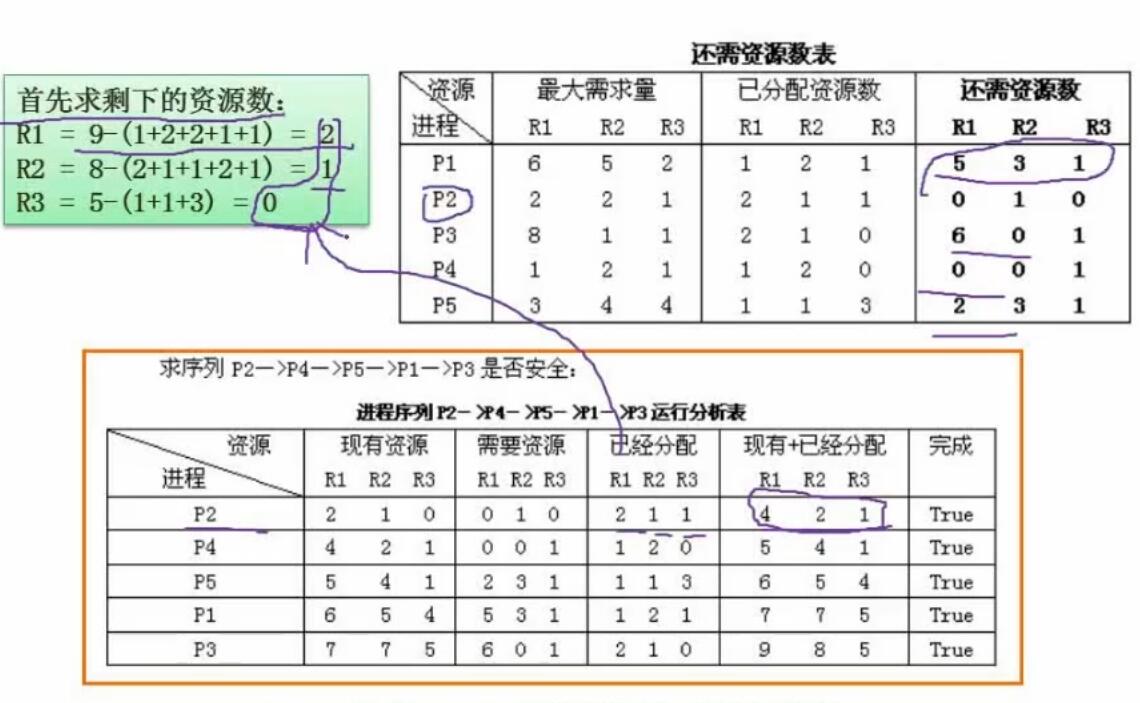 首先求剩下的资源数：
R1 = 9-(1+2+2+1+1) = 2
R2 = 8-(2+1+1+2+1) = 1
R3 = 5-(1+1+3) = 0
还需资源数表
资源 最大需求量 已分配资源数 还需资源数
进程 R1 R2 R3 R1 R2 R3 R1 R2 R3
P1 6 5 2 1 2 1 5 3 1
P2 2 2 1 2 1 1 0 1 0
P3 8 1 1 2 1 0 6 0 1
P4 1 2 1 1 2 0 0 0 1
P5 3 4 4 1 1 3 2 3 1
求序列 P2—>P4—>P5—>P1—>P3 是否安全：
进程序列 P2->P4->P5->P1->P3 运行分析表
资源 现有资源 需要资源 已经分配 现有+已经分配 完成
进程 R1 R2 R3 R1 R2 R3 R1 R2 R3 R1 R2 R3
P2 2 1 0 0 1 0 2 1 1 4 2 1 True
P4 4 2 1 0 0 1 1 2 0 5 4 1 True
P5 5 4 1 2 3 1 1 1 3 6 5 4 True
P1 6 5 4 5 3 1 1 2 1 7 7 5 True
P3 7 7 5 6 0 1 2 1 0 9 8 5 True